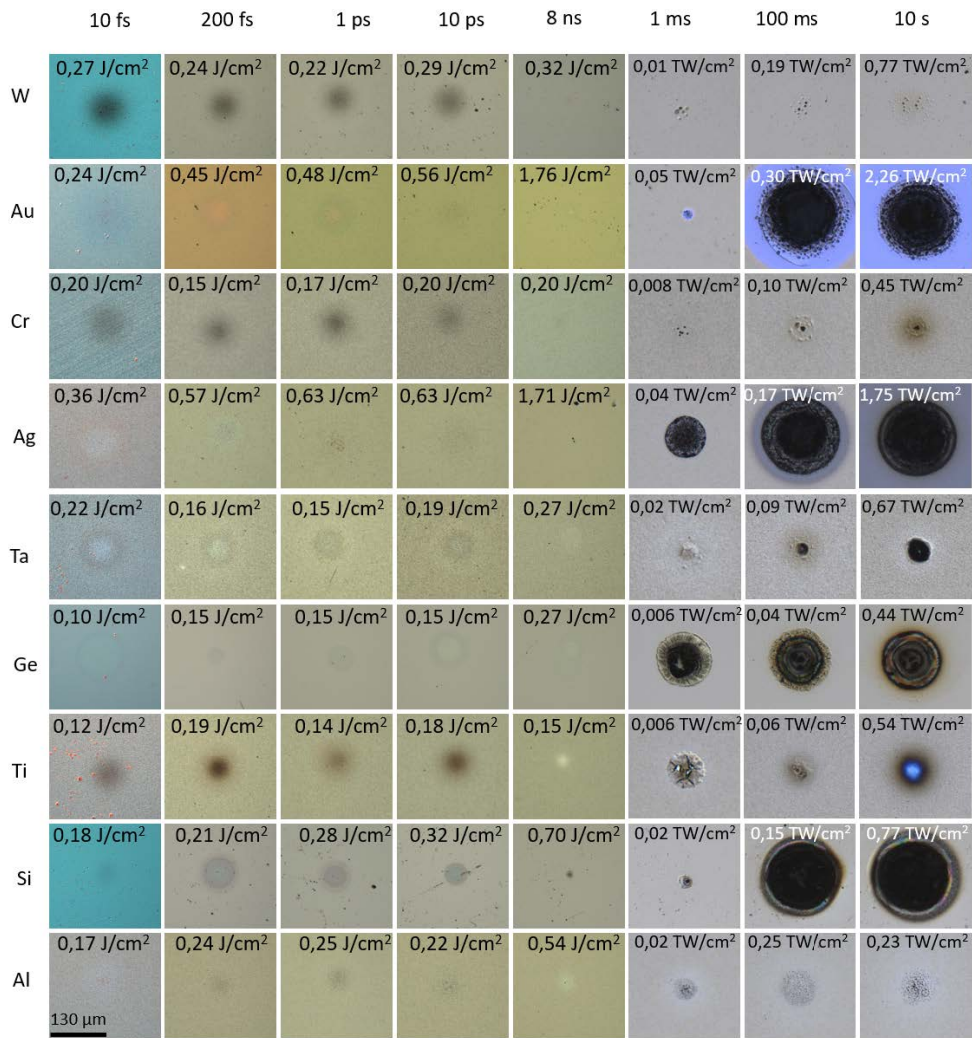 10 fs 200 fs 1 ps 10 ps 8 ns 1 ms 100 ms 10 s
W 0,27 J/cm² 0,24 J/cm² 0,22 J/cm² 0,29 J/cm² 0,32 J/cm² 0,01 TW/cm² 0,19 TW/cm² 0,77 TW/cm²
Au 0,24 J/cm² 0,45 J/cm² 0,48 J/cm² 0,56 J/cm² 1,76 J/cm² 0,05 TW/cm² 0,30 TW/cm² 2,26 TW/cm²
Cr 0,20 J/cm² 0,15 J/cm² 0,17 J/cm² 0,20 J/cm² 0,20 J/cm² 0,008 TW/cm² 0,10 TW/cm² 0,45 TW/cm²
Ag 0,36 J/cm² 0,57 J/cm² 0,63 J/cm² 0,63 J/cm² 1,71 J/cm² 0,04 TW/cm² 0,17 TW/cm² 1,75 TW/cm²
Ta 0,22 J/cm² 0,16 J/cm² 0,15 J/cm² 0,19 J/cm² 0,27 J/cm² 0,02 TW/cm² 0,09 TW/cm² 0,67 TW/cm²
Ge 0,10 J/cm² 0,15 J/cm² 0,15 J/cm² 0,15 J/cm² 0,27 J/cm² 0,006 TW/cm² 0,04 TW/cm² 0,44 TW/cm²
Ti 0,12 J/cm² 0,19 J/cm² 0,14 J/cm² 0,18 J/cm² 0,15 J/cm² 0,006 TW/cm² 0,06 TW/cm² 0,54 TW/cm²
Si 0,18 J/cm² 0,21 J/cm² 0,28 J/cm² 0,32 J/cm² 0,70 J/cm² 0,02 TW/cm² 0,15 TW/cm² 0,77 TW/cm²
Al 0,17 J/cm² 0,24 J/cm² 0,25 J/cm² 0,22 J/cm² 0,54 J/cm² 0,02 TW/cm² 0,25 TW/cm² 0,23 TW/cm²
130 μm